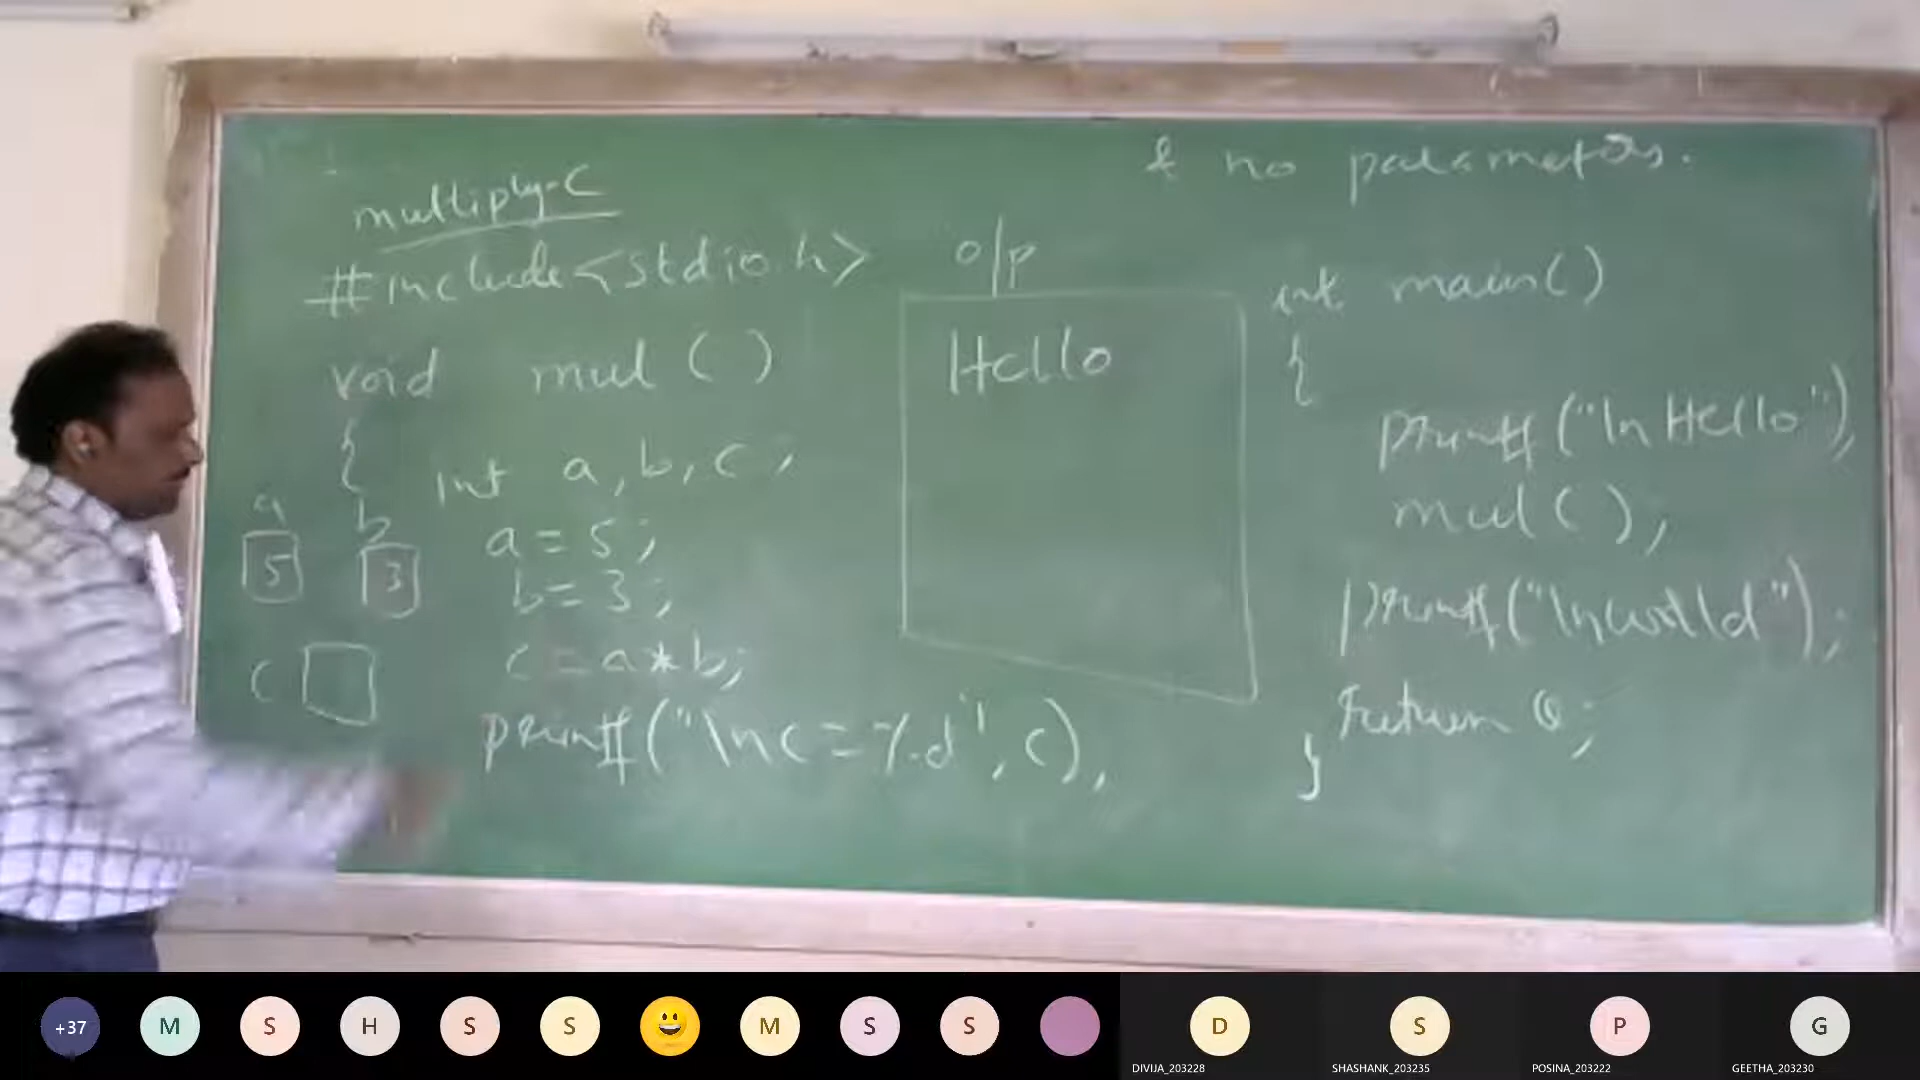 & no parameters.
multiply.c
#include<stdio.h>
void mul ( )
{
int a, b, c;
a = 5;
b = 3;
c = a * b;
printf("\nc = %d", c);
a
5
b
3
c
o/p
Hello
int main()
{
printf("\nHello");
mul( );
printf("\nworld");
return 0;
}
+37
M
S
H
S
S
M
S
S
D
S
P
G
DIVIJA_203228
SHASHANK_203235
POSINA_203222
GEETHA_203230